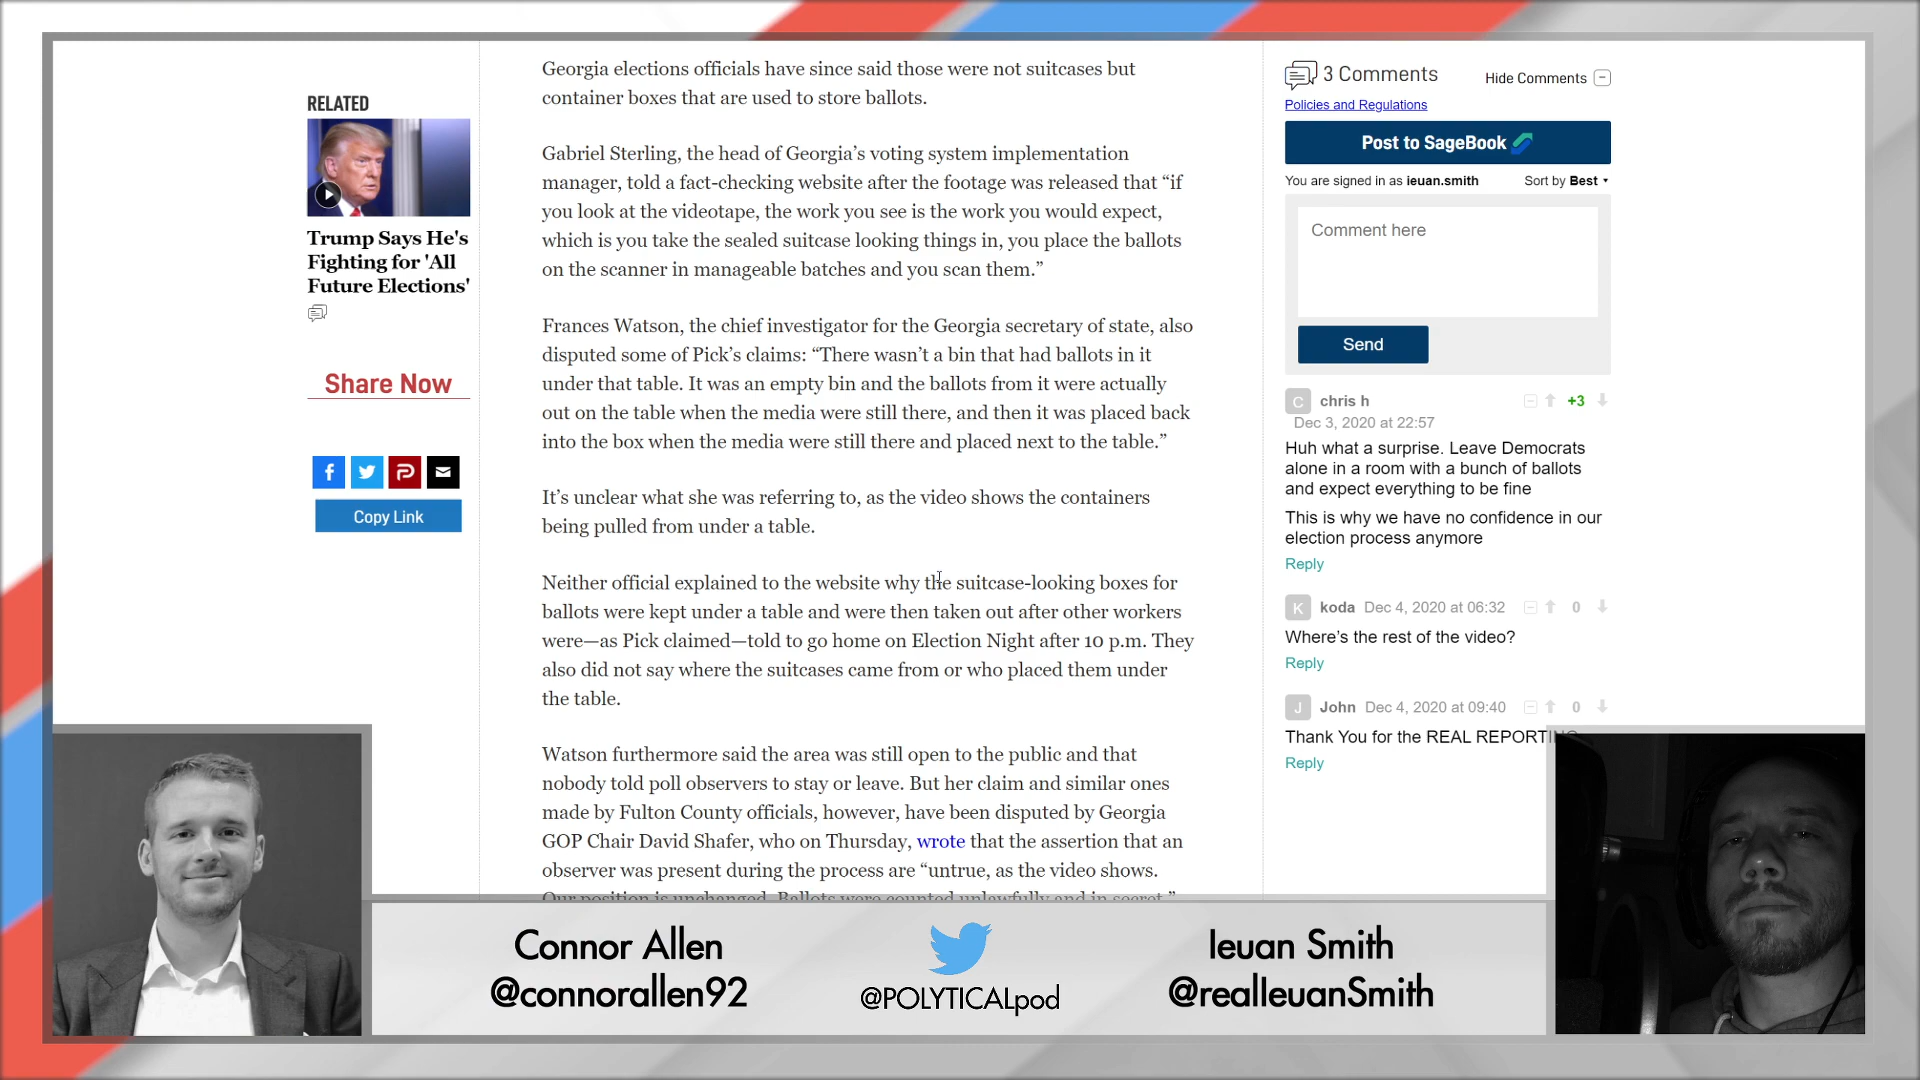 RELATED
Trump Says He's
Fighting for 'All
Future Elections'
Share Now
Copy Link
Georgia elections officials have since said those were not suitcases but
container boxes that are used to store ballots.
Gabriel Sterling, the head of Georgia’s voting system implementation
manager, told a fact-checking website after the footage was released that “if
you look at the videotape, the work you see is the work you would expect,
which is you take the sealed suitcase looking things in, you place the ballots
on the scanner in manageable batches and you scan them.”
Frances Watson, the chief investigator for the Georgia secretary of state, also
disputed some of Pick’s claims: “There wasn’t a bin that had ballots in it
under that table. It was an empty bin and the ballots from it were actually
out on the table when the media were still there, and then it was placed back
into the box when the media were still there and placed next to the table.”
It’s unclear what she was referring to, as the video shows the containers
being pulled from under a table.
Neither official explained to the website why the suitcase-looking boxes for
ballots were kept under a table and were then taken out after other workers
were—as Pick claimed—told to go home on Election Night after 10 p.m. They
also did not say where the suitcases came from or who placed them under
the table.
Watson furthermore said the area was still open to the public and that
nobody told poll observers to stay or leave. But her claim and similar ones
made by Fulton County officials, however, have been disputed by Georgia
GOP Chair David Shafer, who on Thursday, wrote that the assertion that an
observer was present during the process are “untrue, as the video shows.
Our position is unchanged. Ballots were counted unlawfully and in secret.”
3 Comments
Hide Comments
Policies and Regulations
Post to SageBook
You are signed in as ieuan.smith
Sort by Best
Comment here
Send
C chris h +3
Dec 3, 2020 at 22:57
Huh what a surprise. Leave Democrats
alone in a room with a bunch of ballots
and expect everything to be fine
This is why we have no confidence in our
election process anymore
Reply
K koda Dec 4, 2020 at 06:32 0
Where’s the rest of the video?
Reply
J John Dec 4, 2020 at 09:40 0
Thank You for the REAL REPORTING
Reply
Connor Allen
@connorallen92
@POLYTICALpod
Ieuan Smith
@realIeuanSmith